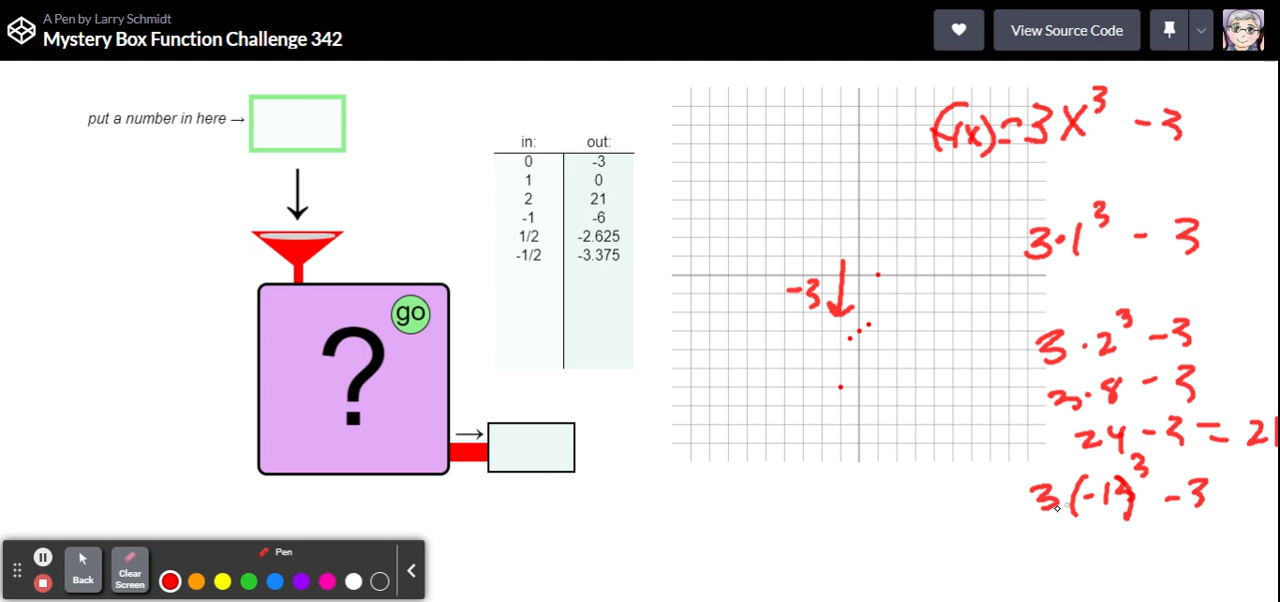 A Pen by Larry Schmidt
Mystery Box Function Challenge 342
View Source Code
put a number in here →
in: out:
0 -3
1 0
2 21
-1 -6
1/2 -2.625
-1/2 -3.375
go
?
→
-3
f(x)=3x³ - 3
3·1³ - 3
3·2³ - 3
3·8 - 3
24 - 3 = 21
3(-1)³ - 3
Pen
Back
Clear
Screen